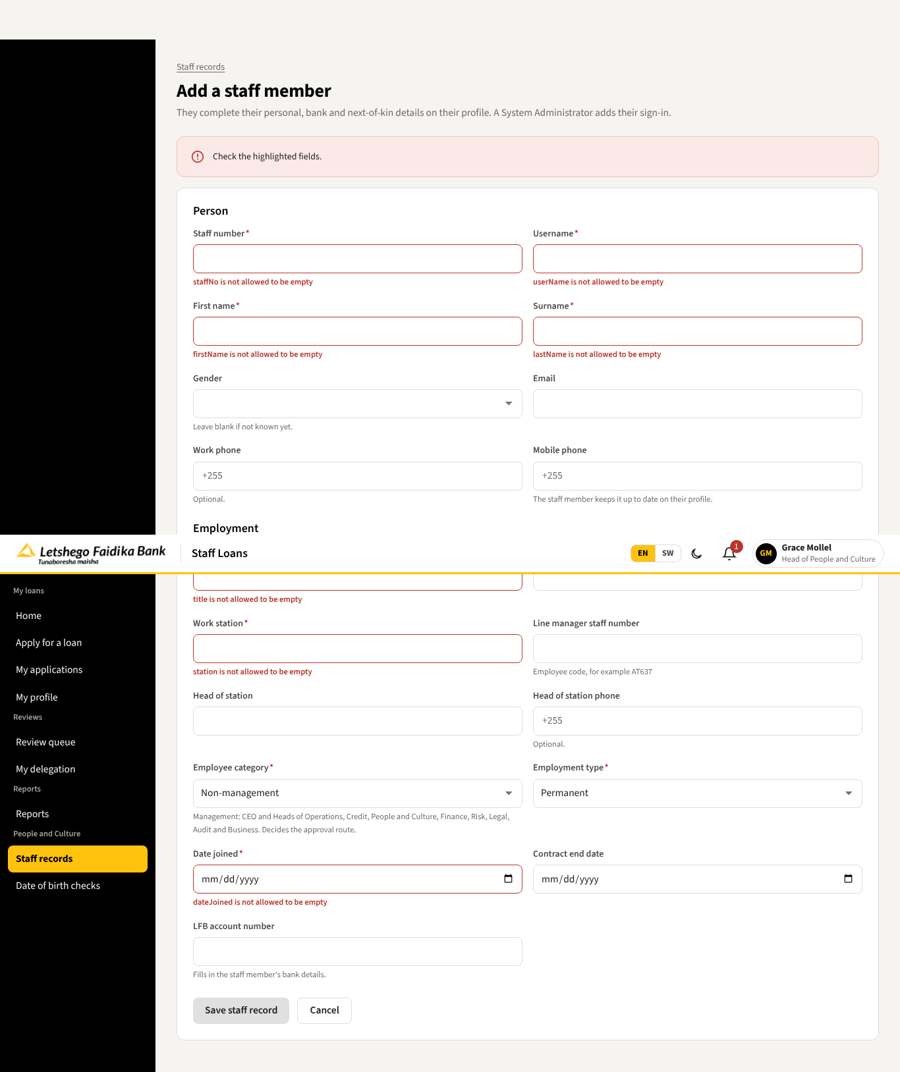 Staff records
Add a staff member
They complete their personal, bank and next-of-kin details on their profile. A System Administrator adds their sign-in.
Check the highlighted fields.
Person
Staff number*
Username*
staffNo is not allowed to be empty
userName is not allowed to be empty
First name*
Surname*
firstName is not allowed to be empty
lastName is not allowed to be empty
Gender
Email
Leave blank if not known yet.
Work phone
Mobile phone
+255
+255
Optional.
The staff member keeps it up to date on their profile.
Employment
Letshego Faidika Bank
Tunaboresha maisha
Staff Loans
EN
SW
1
GM
Grace Mollel
Head of People and Culture
My loans
Home
Apply for a loan
My applications
My profile
Reviews
Review queue
My delegation
Reports
Reports
People and Culture
Staff records
Date of birth checks
title is not allowed to be empty
Work station*
Line manager staff number
station is not allowed to be empty
Employee code, for example AT637
Head of station
Head of station phone
+255
Optional.
Employee category*
Employment type*
Non-management
Permanent
Management: CEO and Heads of Operations, Credit, People and Culture, Finance, Risk, Legal,
Audit and Business. Decides the approval route.
Date joined*
Contract end date
mm/dd/yyyy
mm/dd/yyyy
dateJoined is not allowed to be empty
LFB account number
Fills in the staff member's bank details.
Save staff record
Cancel